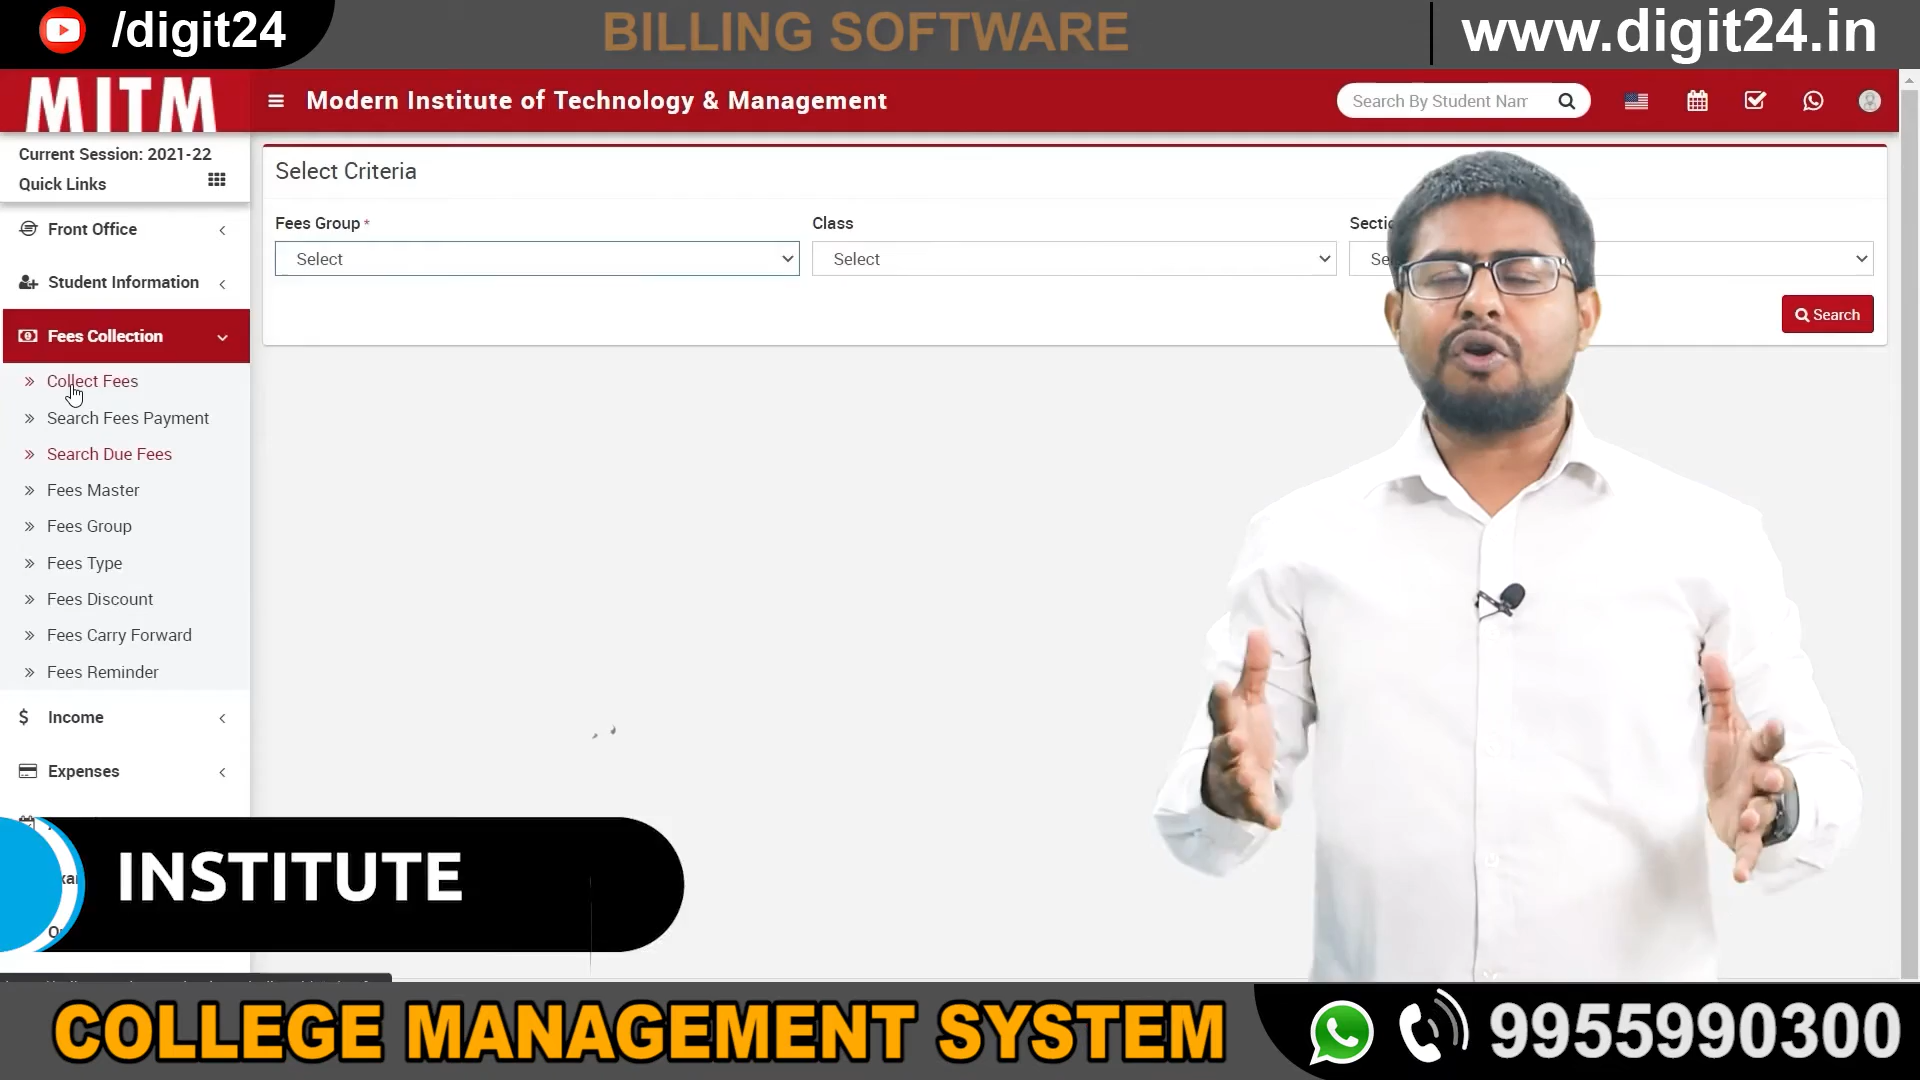 /digit24
BILLING SOFTWARE
www.digit24.in
MITM
Modern Institute of Technology & Management
Search By Student Nam
Current Session: 2021-22
Quick Links
Select Criteria
Fees Group *
Class
Select
Select
Front Office
Student Information
Fees Collection
Search
Collect Fees
Search Fees Payment
Search Due Fees
Fees Master
Fees Group
Fees Type
Fees Discount
Fees Carry Forward
Fees Reminder
Income
Expenses
INSTITUTE
COLLEGE MANAGEMENT SYSTEM
9955990300